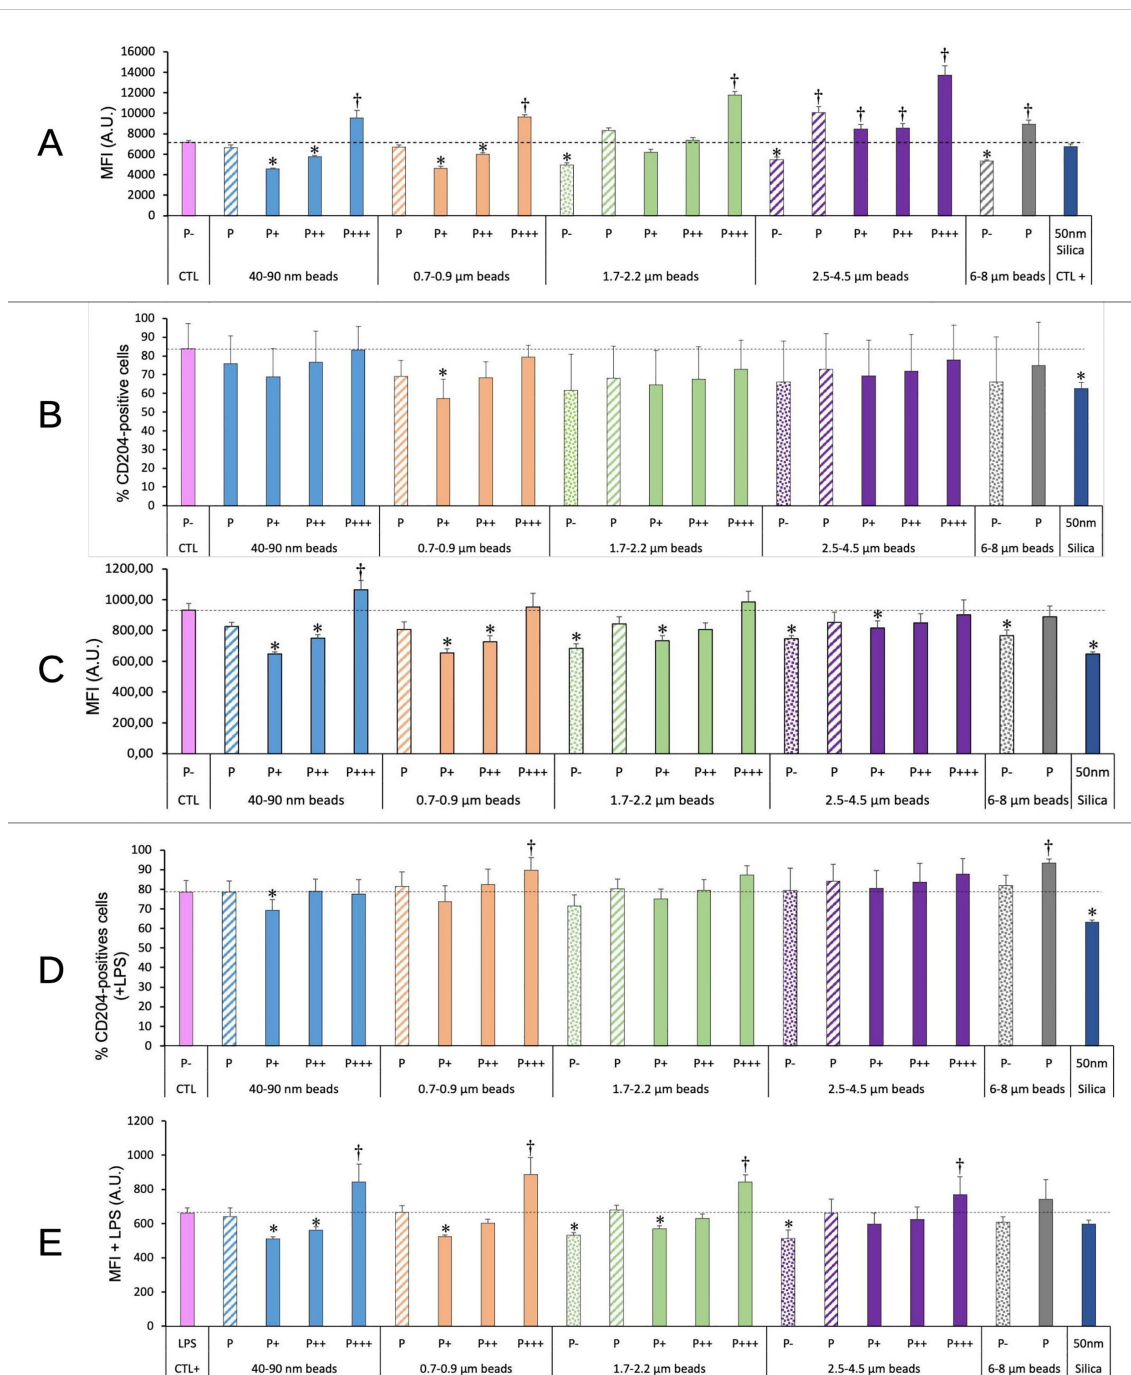 A
MFI (A.U.)
16000
14000
12000
10000
8000
6000
4000
2000
0
* * † * * † * † * † † † † * †
P- P P+ P++ P+++ P P+ P++ P+++ P- P P+ P++ P+++ P- P P+ P++ P+++ P- P 50nm
Silica
CTL 40-90 nm beads 0.7-0.9 µm beads 1.7-2.2 µm beads 2.5-4.5 µm beads 6-8 µm beads CTL +
B
% CD204-positive cells
100
90
80
70
60
50
40
30
20
10
0
* *
P- P P+ P++ P+++ P P+ P++ P+++ P- P P+ P++ P+++ P- P P+ P++ P+++ P- P 50nm
CTL 40-90 nm beads 0.7-0.9 µm beads 1.7-2.2 µm beads 2.5-4.5 µm beads 6-8 µm beads Silica
C
MFI (A.U.)
1200,00
1000,00
800,00
600,00
400,00
200,00
0,00
* * † * * * * * * * *
P- P P+ P++ P+++ P P+ P++ P+++ P- P P+ P++ P+++ P- P P+ P++ P+++ P- P 50nm
CTL 40-90 nm beads 0.7-0.9 µm beads 1.7-2.2 µm beads 2.5-4.5 µm beads 6-8 µm beads Silica
D
% CD204-positives cells
(+LPS)
100
90
80
70
60
50
40
30
20
10
0
* † † *
P- P P+ P++ P+++ P P+ P++ P+++ P- P P+ P++ P+++ P- P P+ P++ P+++ P- P 50nm
CTL 40-90 nm beads 0.7-0.9 µm beads 1.7-2.2 µm beads 2.5-4.5 µm beads 6-8 µm beads Silica
E
MFI + LPS (A.U.)
1200
1000
800
600
400
200
0
* * † * † * * † * †
LPS P P+ P++ P+++ P P+ P++ P+++ P- P P+ P++ P+++ P- P P+ P++ P+++ P- P 50nm
CTL+ 40-90 nm beads 0.7-0.9 µm beads 1.7-2.2 µm beads 2.5-4.5 µm beads 6-8 µm beads Silica